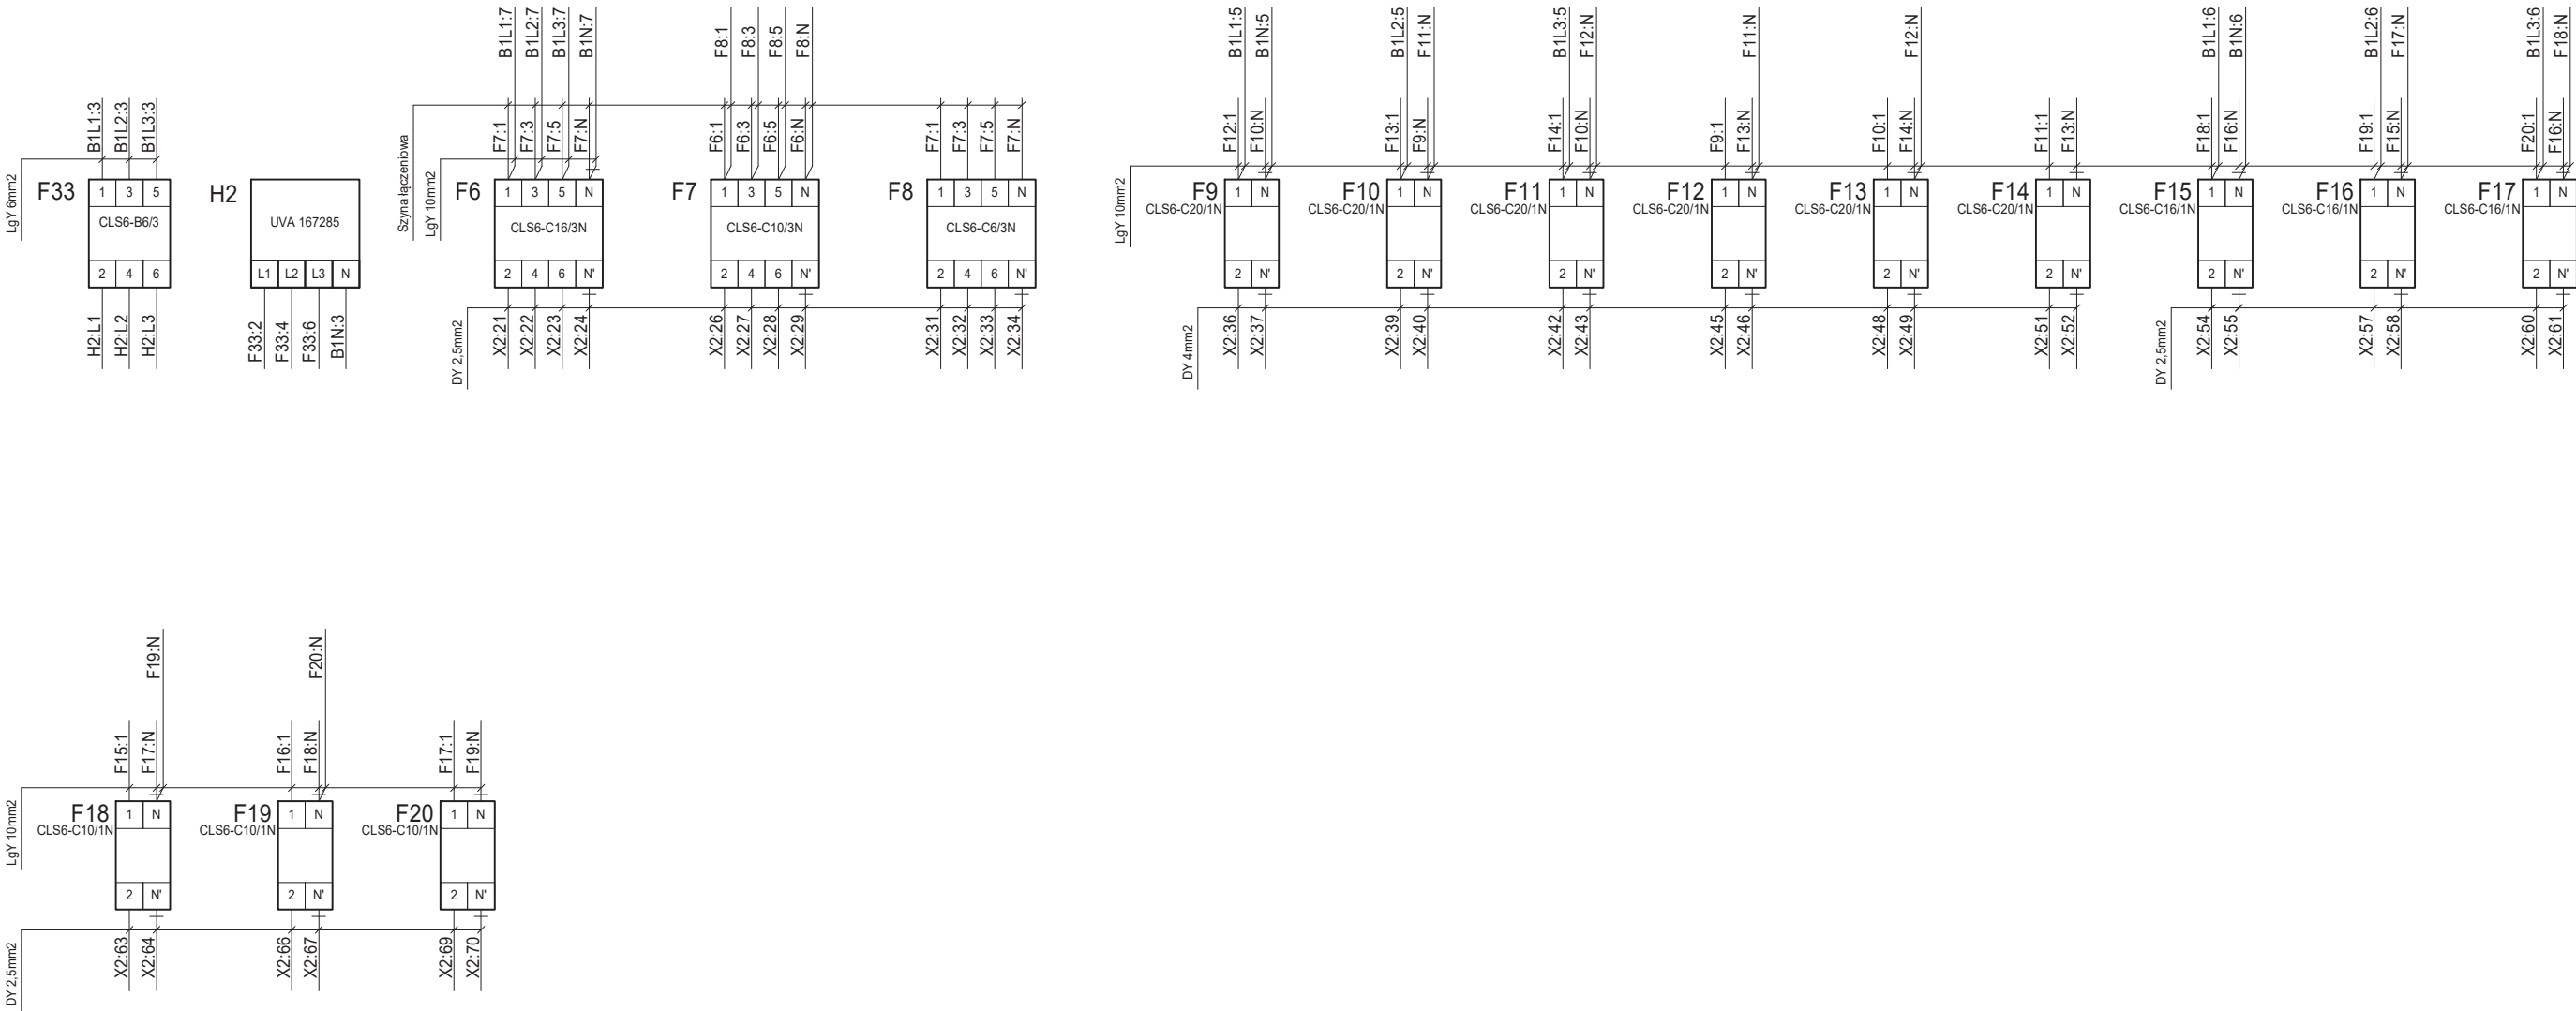 B1L1:7
B1L2:7
B1L3:7
B1N:7
F8:1
F8:3
F8:5
F8:N
B1L1:5
B1N:5
B1L2:5
F11:N
B1L3:5
F12:N
F11:N
F12:N
B1L1:6
B1N:6
B1L2:6
F17:N
B1L3:6
F18:N
B1L1:3
B1L2:3
B1L3:3
F7:1
F7:3
F7:5
F7:N
F6:1
F6:3
F6:5
F6:N
F7:1
F7:3
F7:5
F7:N
F12:1
F10:N
F13:1
F9:N
F14:1
F10:N
F9:1
F13:N
F10:1
F14:N
F11:1
F13:N
F18:1
F16:N
F19:1
F15:N
F20:1
F16:N
LgY 6mm2
Szyna łączeniowa
LgY 10mm2
LgY 10mm2
F33
1 3 5
CLS6-B6/3
2 4 6
H2
UVA 167285
L1 L2 L3 N
F6
1 3 5 N
CLS6-C16/3N
2 4 6 N'
F7
1 3 5 N
CLS6-C10/3N
2 4 6 N'
F8
1 3 5 N
CLS6-C6/3N
2 4 6 N'
F9
CLS6-C20/1N
1 N
2 N'
F10
CLS6-C20/1N
1 N
2 N'
F11
CLS6-C20/1N
1 N
2 N'
F12
CLS6-C20/1N
1 N
2 N'
F13
CLS6-C20/1N
1 N
2 N'
F14
CLS6-C20/1N
1 N
2 N'
F15
CLS6-C16/1N
1 N
2 N'
F16
CLS6-C16/1N
1 N
2 N'
F17
CLS6-C16/1N
1 N
2 N'
H2:L1
H2:L2
H2:L3
F33:2
F33:4
F33:6
B1N:3
DY 2,5mm2
X2:21
X2:22
X2:23
X2:24
X2:26
X2:27
X2:28
X2:29
X2:31
X2:32
X2:33
X2:34
DY 4mm2
X2:36
X2:37
X2:39
X2:40
X2:42
X2:43
X2:45
X2:46
X2:48
X2:49
X2:51
X2:52
DY 2,5mm2
X2:54
X2:55
X2:57
X2:58
X2:60
X2:61
F19:N
F20:N
F15:1
F17:N
F16:1
F18:N
F17:1
F19:N
LgY 10mm2
F18
CLS6-C10/1N
1 N
2 N'
F19
CLS6-C10/1N
1 N
2 N'
F20
CLS6-C10/1N
1 N
2 N'
DY 2,5mm2
X2:63
X2:64
X2:66
X2:67
X2:69
X2:70